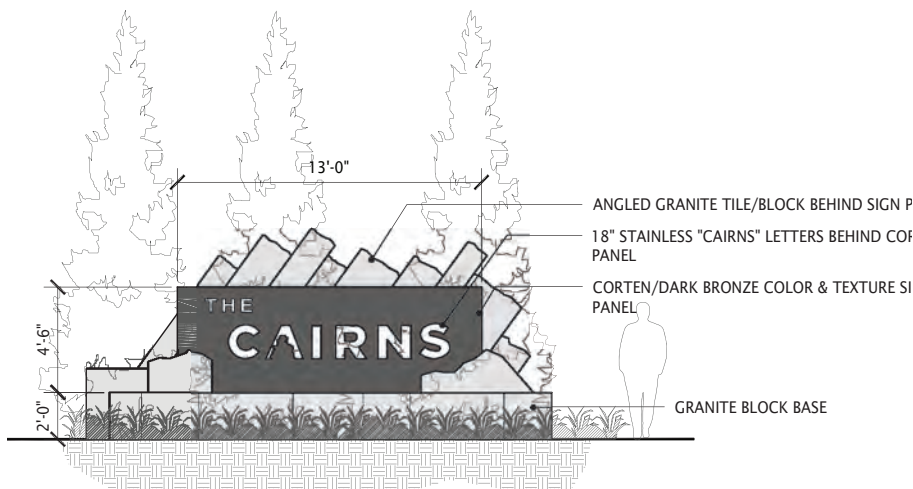 13'-0"
ANGLED GRANITE TILE/BLOCK BEHIND SIGN P
18" STAINLESS "CAIRNS" LETTERS BEHIND COR
PANEL
CORTEN/DARK BRONZE COLOR & TEXTURE SI
PANEL
THE
CAIRNS
4'-6"
2'-0"
GRANITE BLOCK BASE